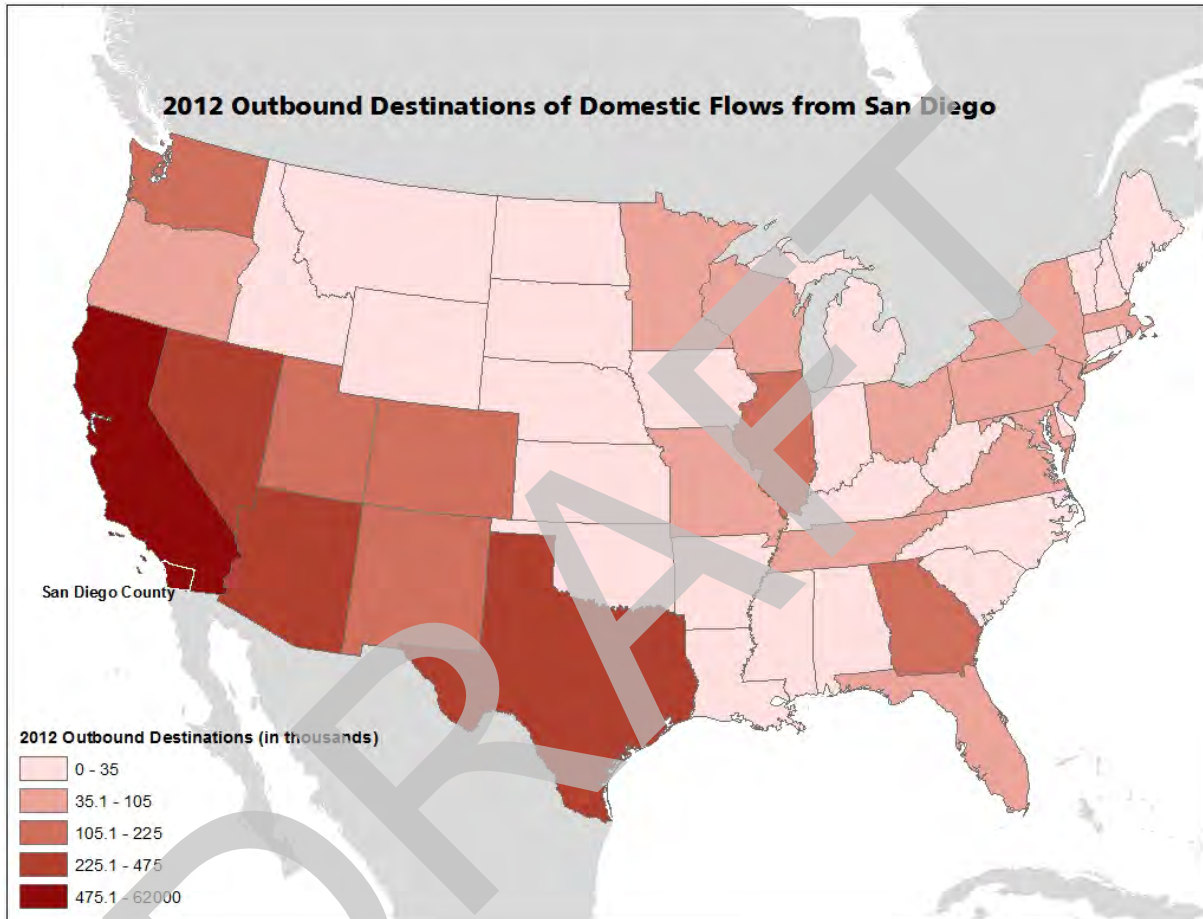 2012 Outbound Destinations of Domestic Flows from San Diego
San Diego County
2012 Outbound Destinations (in thousands)
0 - 35
35.1 - 105
105.1 - 225
225.1 - 475
475.1 - 62000
DRAFT